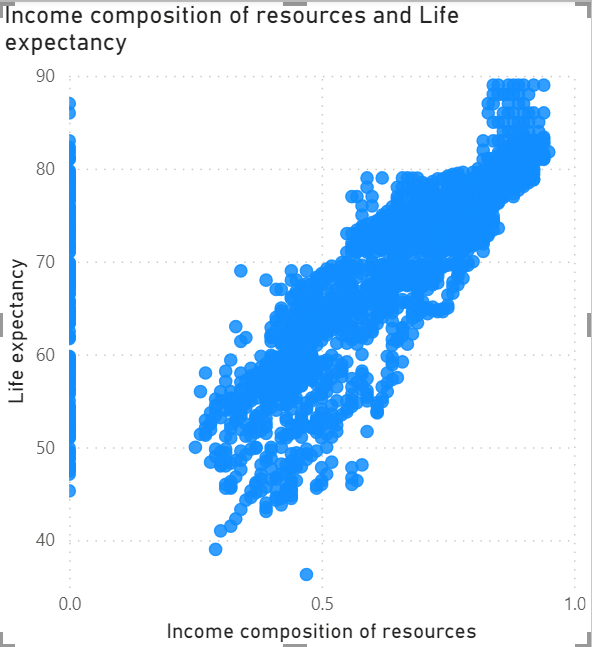 Income composition of resources and Life
expectancy
90
80
70
60
50
40
Life expectancy
0.0
0.5
1.0
Income composition of resources